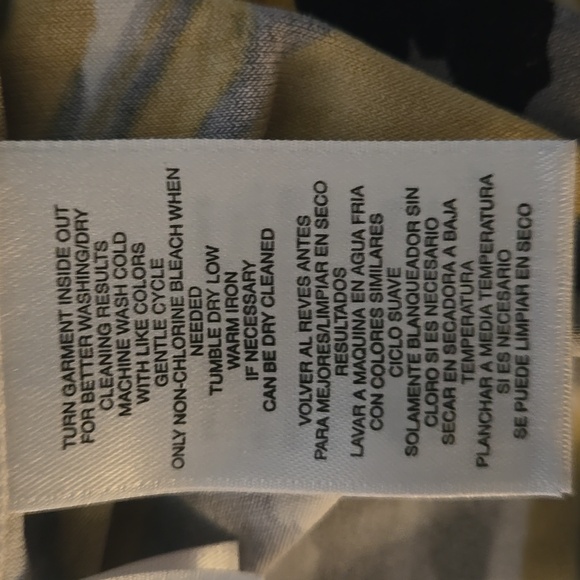 TURN GARMENT INSIDE OUT
FOR BETTER WASHING/DRY
CLEANING RESULTS
MACHINE WASH COLD
WITH LIKE COLORS
GENTLE CYCLE
ONLY NON-CHLORINE BLEACH WHEN
NEEDED
TUMBLE DRY LOW
WARM IRON
IF NECESSARY
CAN BE DRY CLEANED
VOLVER AL REVES ANTES
PARA MEJORES/LIMPIAR EN SECO
RESULTADOS
LAVAR A MAQUINA EN AGUA FRIA
CON COLORES SIMILARES
CICLO SUAVE
SOLAMENTE BLANQUEADOR SIN
CLORO SI ES NECESARIO
SECAR EN SECADORA A BAJA
TEMPERATURA
PLANCHAR A MEDIA TEMPERATURA
SI ES NECESARIO
SE PUEDE LIMPIAR EN SECO